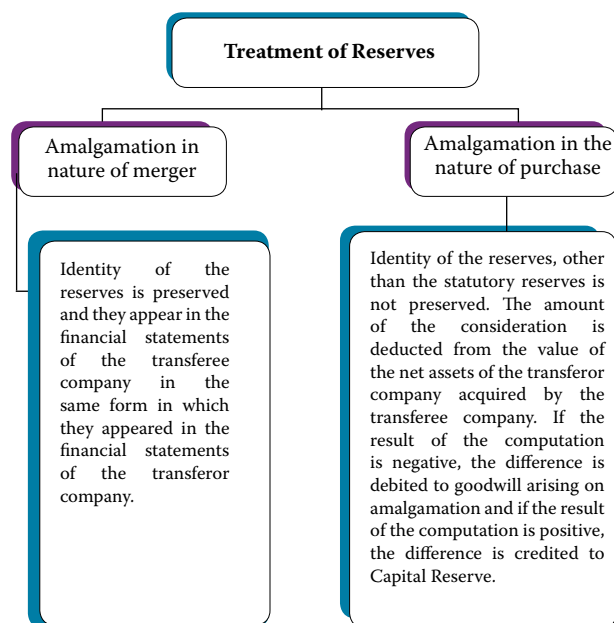 Treatment of Reserves
Amalgamation in
nature of merger
Amalgamation in the
nature of purchase
Identity of the
reserves is preserved
and they appear in the
financial statements
of the transferee
company in the
same form in which
they appeared in the
financial statements
of the transferor
company.
Identity of the reserves, other
than the statutory reserves is
not preserved. The amount
of the consideration is
deducted from the value of
the net assets of the transferor
company acquired by the
transferee company. If the
result of the computation
is negative, the difference is
debited to goodwill arising on
amalgamation and if the result
of the computation is positive,
the difference is credited to
Capital Reserve.